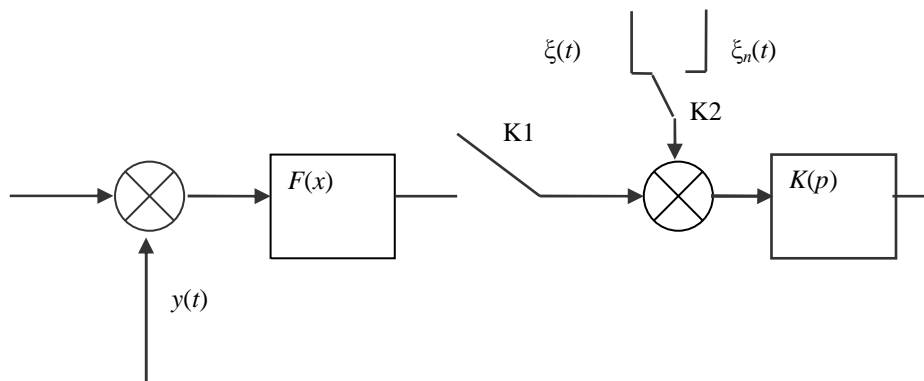 ξ(t) ξn(t)
K1 K2
F(x) K(p)
y(t)